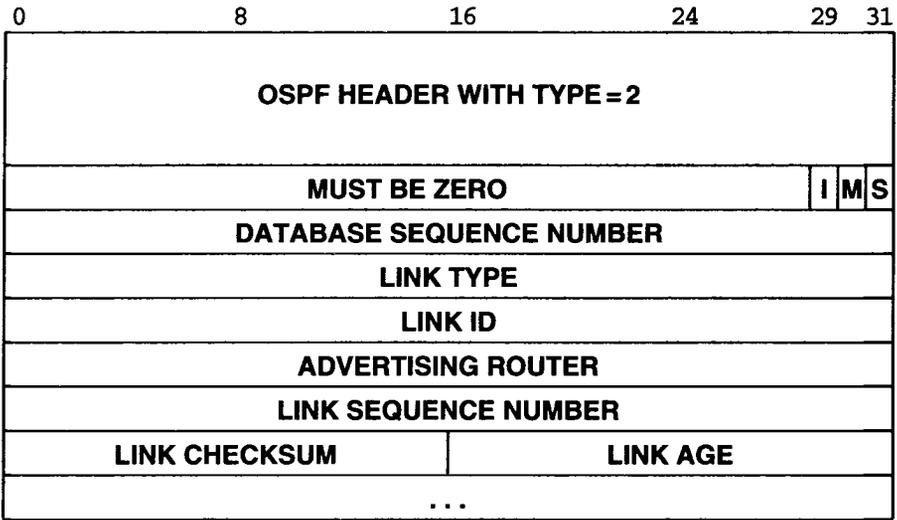 0 8 16 24 29 31
OSPF HEADER WITH TYPE=2
MUST BE ZERO I M S
DATABASE SEQUENCE NUMBER
LINK TYPE
LINK ID
ADVERTISING ROUTER
LINK SEQUENCE NUMBER
LINK CHECKSUM LINK AGE
...